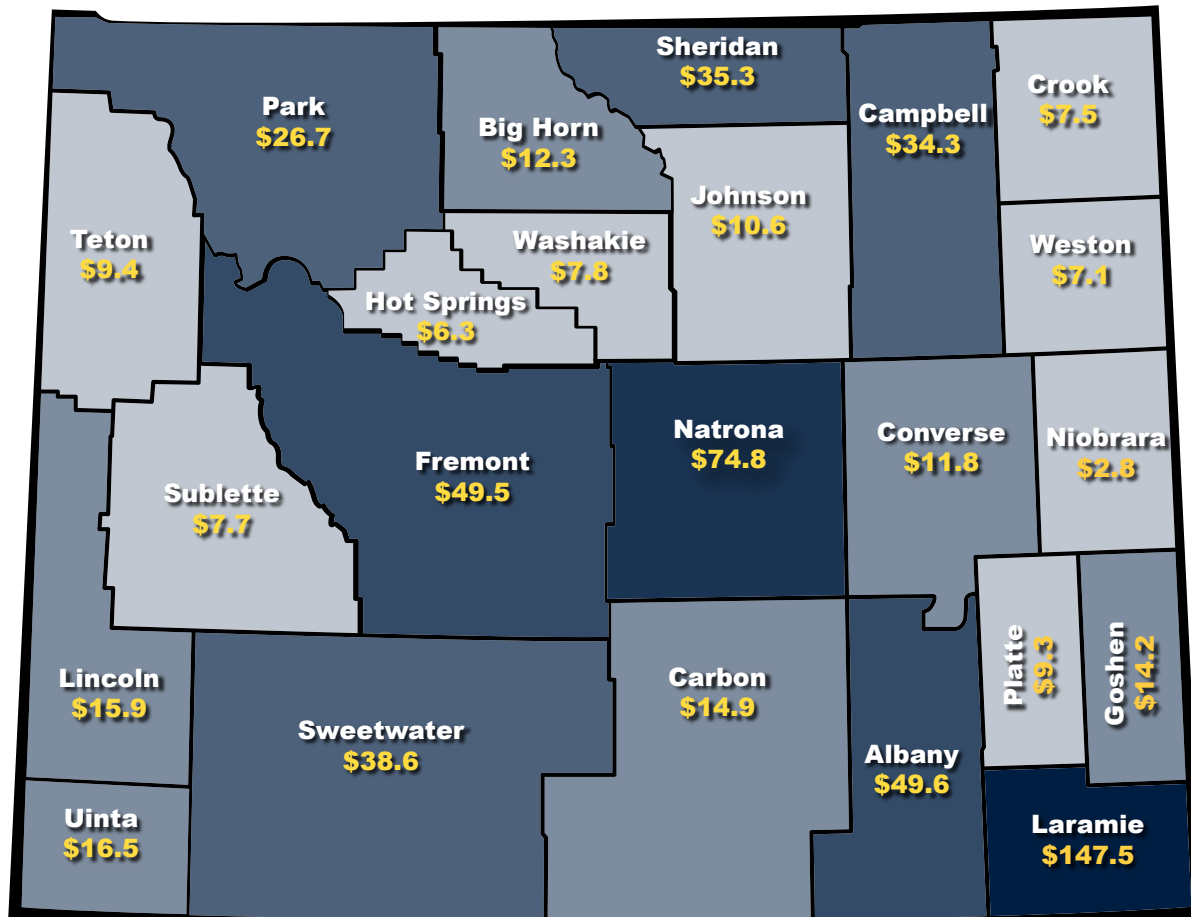 Sheridan
$35.3
Crook
$7.5
Park
$26.7
Campbell
$34.3
Big Horn
$12.3
Johnson
$10.6
Teton
$9.4
Washakie
$7.8
Weston
$7.1
Hot Springs
$6.3
Natrona
$74.8
Converse
$11.8
Niobrara
$2.8
Fremont
$49.5
Sublette
$7.7
Platte
$9.3
Goshen
$14.2
Lincoln
$15.9
Carbon
$14.9
Sweetwater
$38.6
Albany
$49.6
Uinta
$16.5
Laramie
$147.5